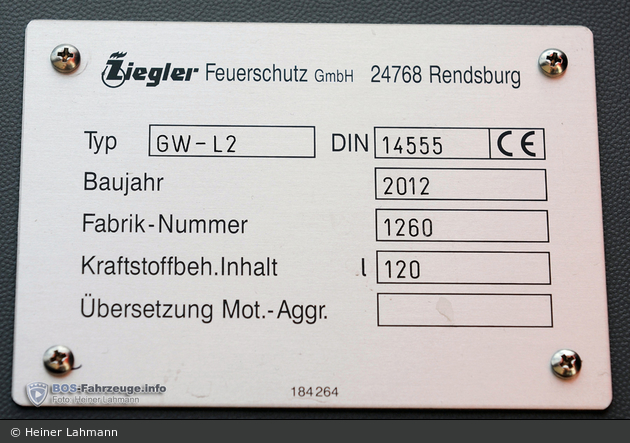 Ziegler Feuerschutz GmbH 24768 Rendsburg
Typ GW-L2 DIN 14555 CE
Baujahr 2012
Fabrik-Nummer 1260
Kraftstoffbeh.Inhalt l 120
Übersetzung Mot.-Aggr.
184264
BOS-Fahrzeuge.info
Foto: Heiner Lahmann
© Heiner Lahmann